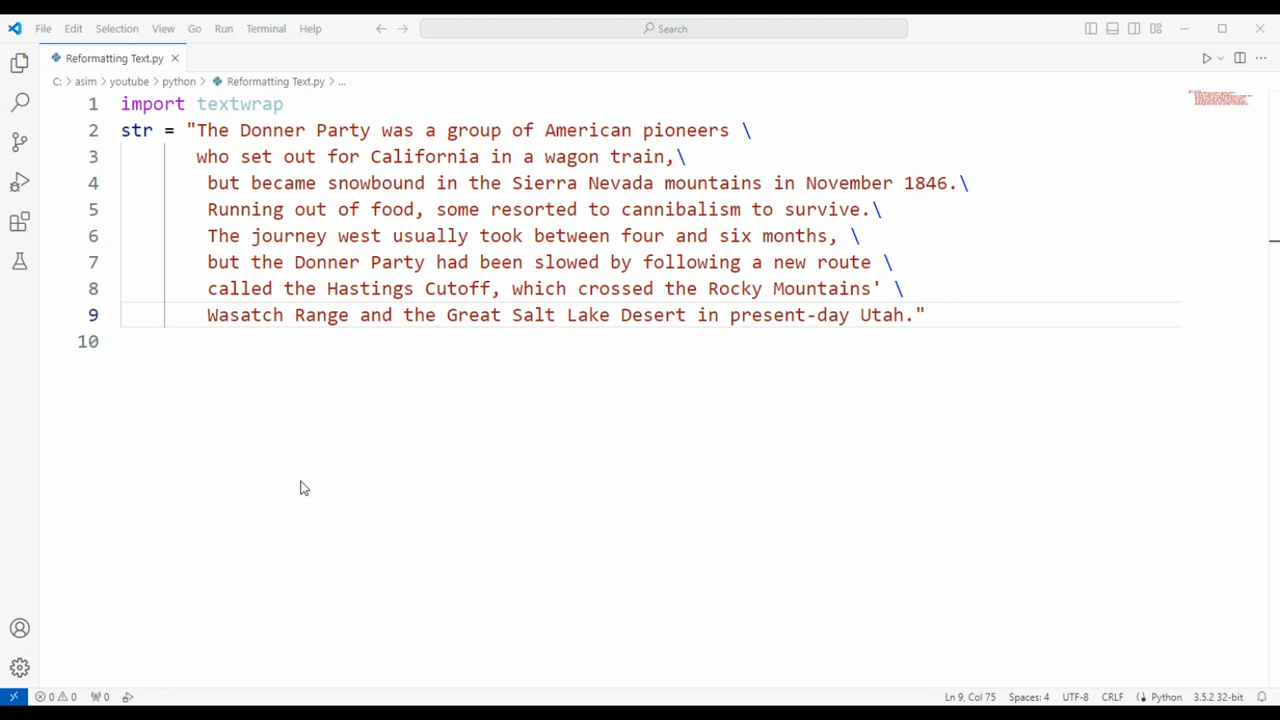 File Edit Selection View Go Run Terminal Help Search
Reformatting Text.py
C: > asim > youtube > python > Reformatting Text.py > ...
1 import textwrap
2 str = "The Donner Party was a group of American pioneers \
3 who set out for California in a wagon train,\
4 but became snowbound in the Sierra Nevada mountains in November 1846.\
5 Running out of food, some resorted to cannibalism to survive.\
6 The journey west usually took between four and six months, \
7 but the Donner Party had been slowed by following a new route \
8 called the Hastings Cutoff, which crossed the Rocky Mountains' \
9 Wasatch Range and the Great Salt Lake Desert in present-day Utah."
10
0 0 0 Ln 9, Col 75 Spaces: 4 UTF-8 CRLF Python 3.5.2 32-bit